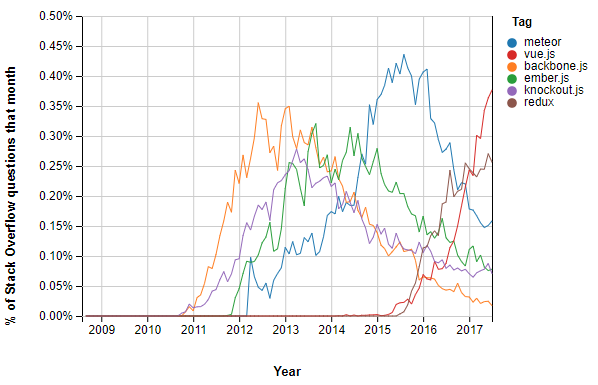 0.50%
0.45%
0.40%
0.35%
0.30%
0.25%
0.20%
0.15%
0.10%
0.05%
0.00%
% of Stack Overflow questions that month
2009 2010 2011 2012 2013 2014 2015 2016 2017
Year
Tag
meteor
vue.js
backbone.js
ember.js
knockout.js
redux